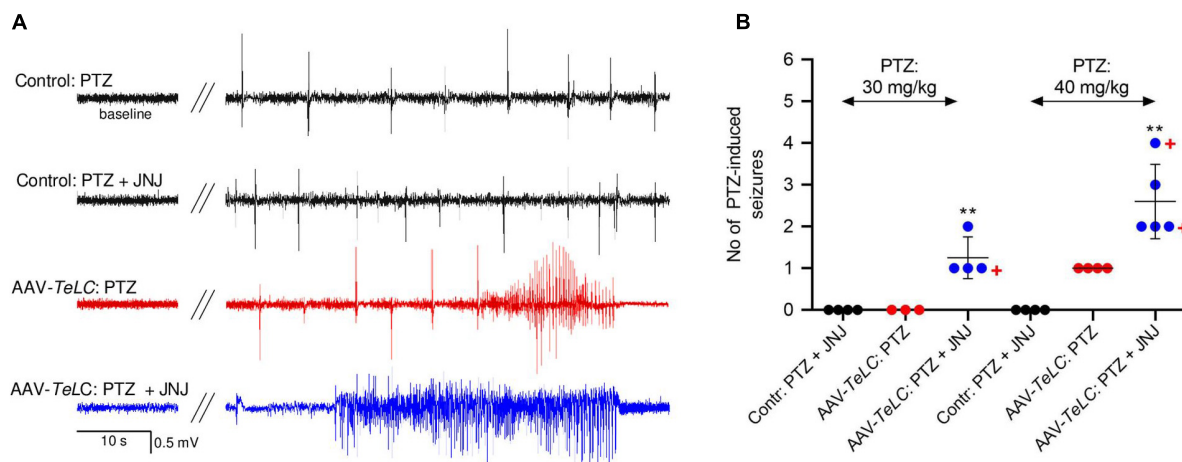 A
Control: PTZ
baseline
Control: PTZ + JNJ
AAV-TeLC: PTZ
AAV-TeLC: PTZ + JNJ
10 s
0.5 mV
B
No of PTZ-induced
seizures
6
5
4
3
2
1
0
PTZ:
30 mg/kg
PTZ:
40 mg/kg
**
+
**
+
+
Contr: PTZ + JNJ
AAV-TeLC: PTZ
AAV-TeLC: PTZ + JNJ
Contr: PTZ + JNJ
AAV-TeLC: PTZ
AAV-TeLC: PTZ + JNJ